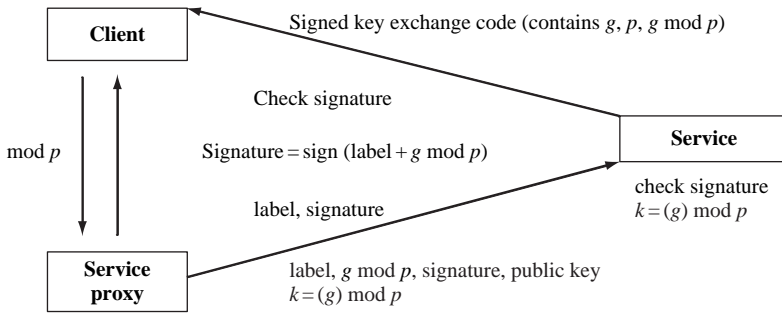 Signed key exchange code (contains g, p, g mod p)
Client
Check signature
mod p
Signature = sign (label + g mod p)
Service
check signature
k = (g) mod p
label, signature
Service
proxy
label, g mod p, signature, public key
k = (g) mod p